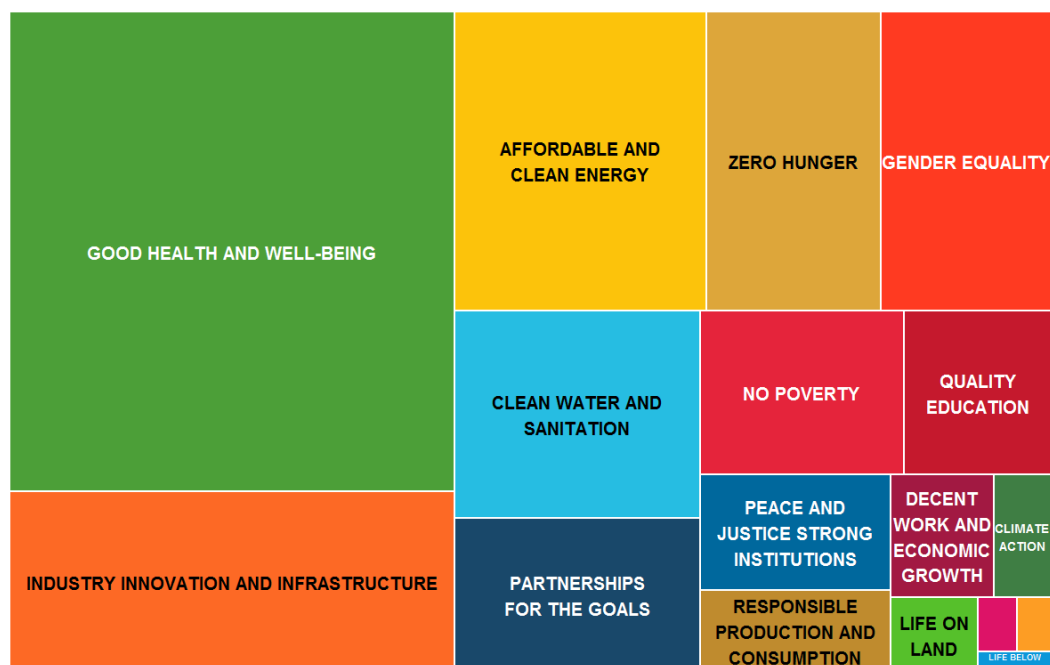 GOOD HEALTH AND WELL-BEING
INDUSTRY INNOVATION AND INFRASTRUCTURE
AFFORDABLE AND
CLEAN ENERGY
ZERO HUNGER
GENDER EQUALITY
CLEAN WATER AND
SANITATION
PARTNERSHIPS
FOR THE GOALS
NO POVERTY
QUALITY
EDUCATION
PEACE AND
JUSTICE STRONG
INSTITUTIONS
RESPONSIBLE
PRODUCTION AND
CONSUMPTION
DECENT
WORK AND
ECONOMIC
GROWTH
CLIMATE
ACTION
LIFE ON
LAND
LIFE BELOW